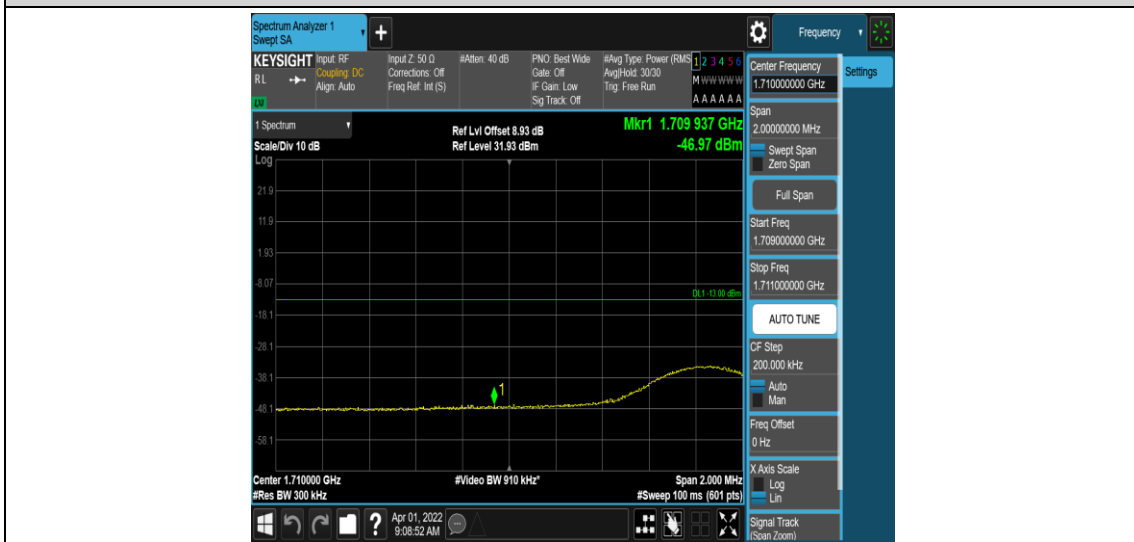 Spectrum Analyzer 1
Swept SA
+
Frequency
KEYSIGHT
RL
Input: RF
Coupling: DC
Align: Auto
Input Z: 50 Ω
Corrections: Off
Freq Ref: Int (S)
#Atten: 40 dB
PNO: Best Wide
Gate: Off
IF Gain: Low
Sig Track: Off
#Avg Type: Power (RMS
Avg|Hold: 30/30
Trig: Free Run
1 2 3 4 5 6
M W W W W W
A A A A A A
1 Spectrum
Scale/Div 10 dB
Log
Ref Lvl Offset 8.93 dB
Ref Level 31.93 dBm
Mkr1 1.709 937 GHz
-46.97 dBm
21.9
11.9
1.93
-8.07
DL1 -13.00 dBm
-18.1
-28.1
-38.1
1
-48.1
-58.1
Center 1.710000 GHz
#Res BW 300 kHz
#Video BW 910 kHz*
Span 2.000 MHz
#Sweep 100 ms (601 pts)
?
Apr 01, 2022
9:08:52 AM
Center Frequency
1.710000000 GHz
Settings
Span
2.00000000 MHz
Swept Span
Zero Span
Full Span
Start Freq
1.709000000 GHz
Stop Freq
1.711000000 GHz
AUTO TUNE
CF Step
200.000 kHz
Auto
Man
Freq Offset
0 Hz
X Axis Scale
Log
Lin
Signal Track
(Span Zoom)